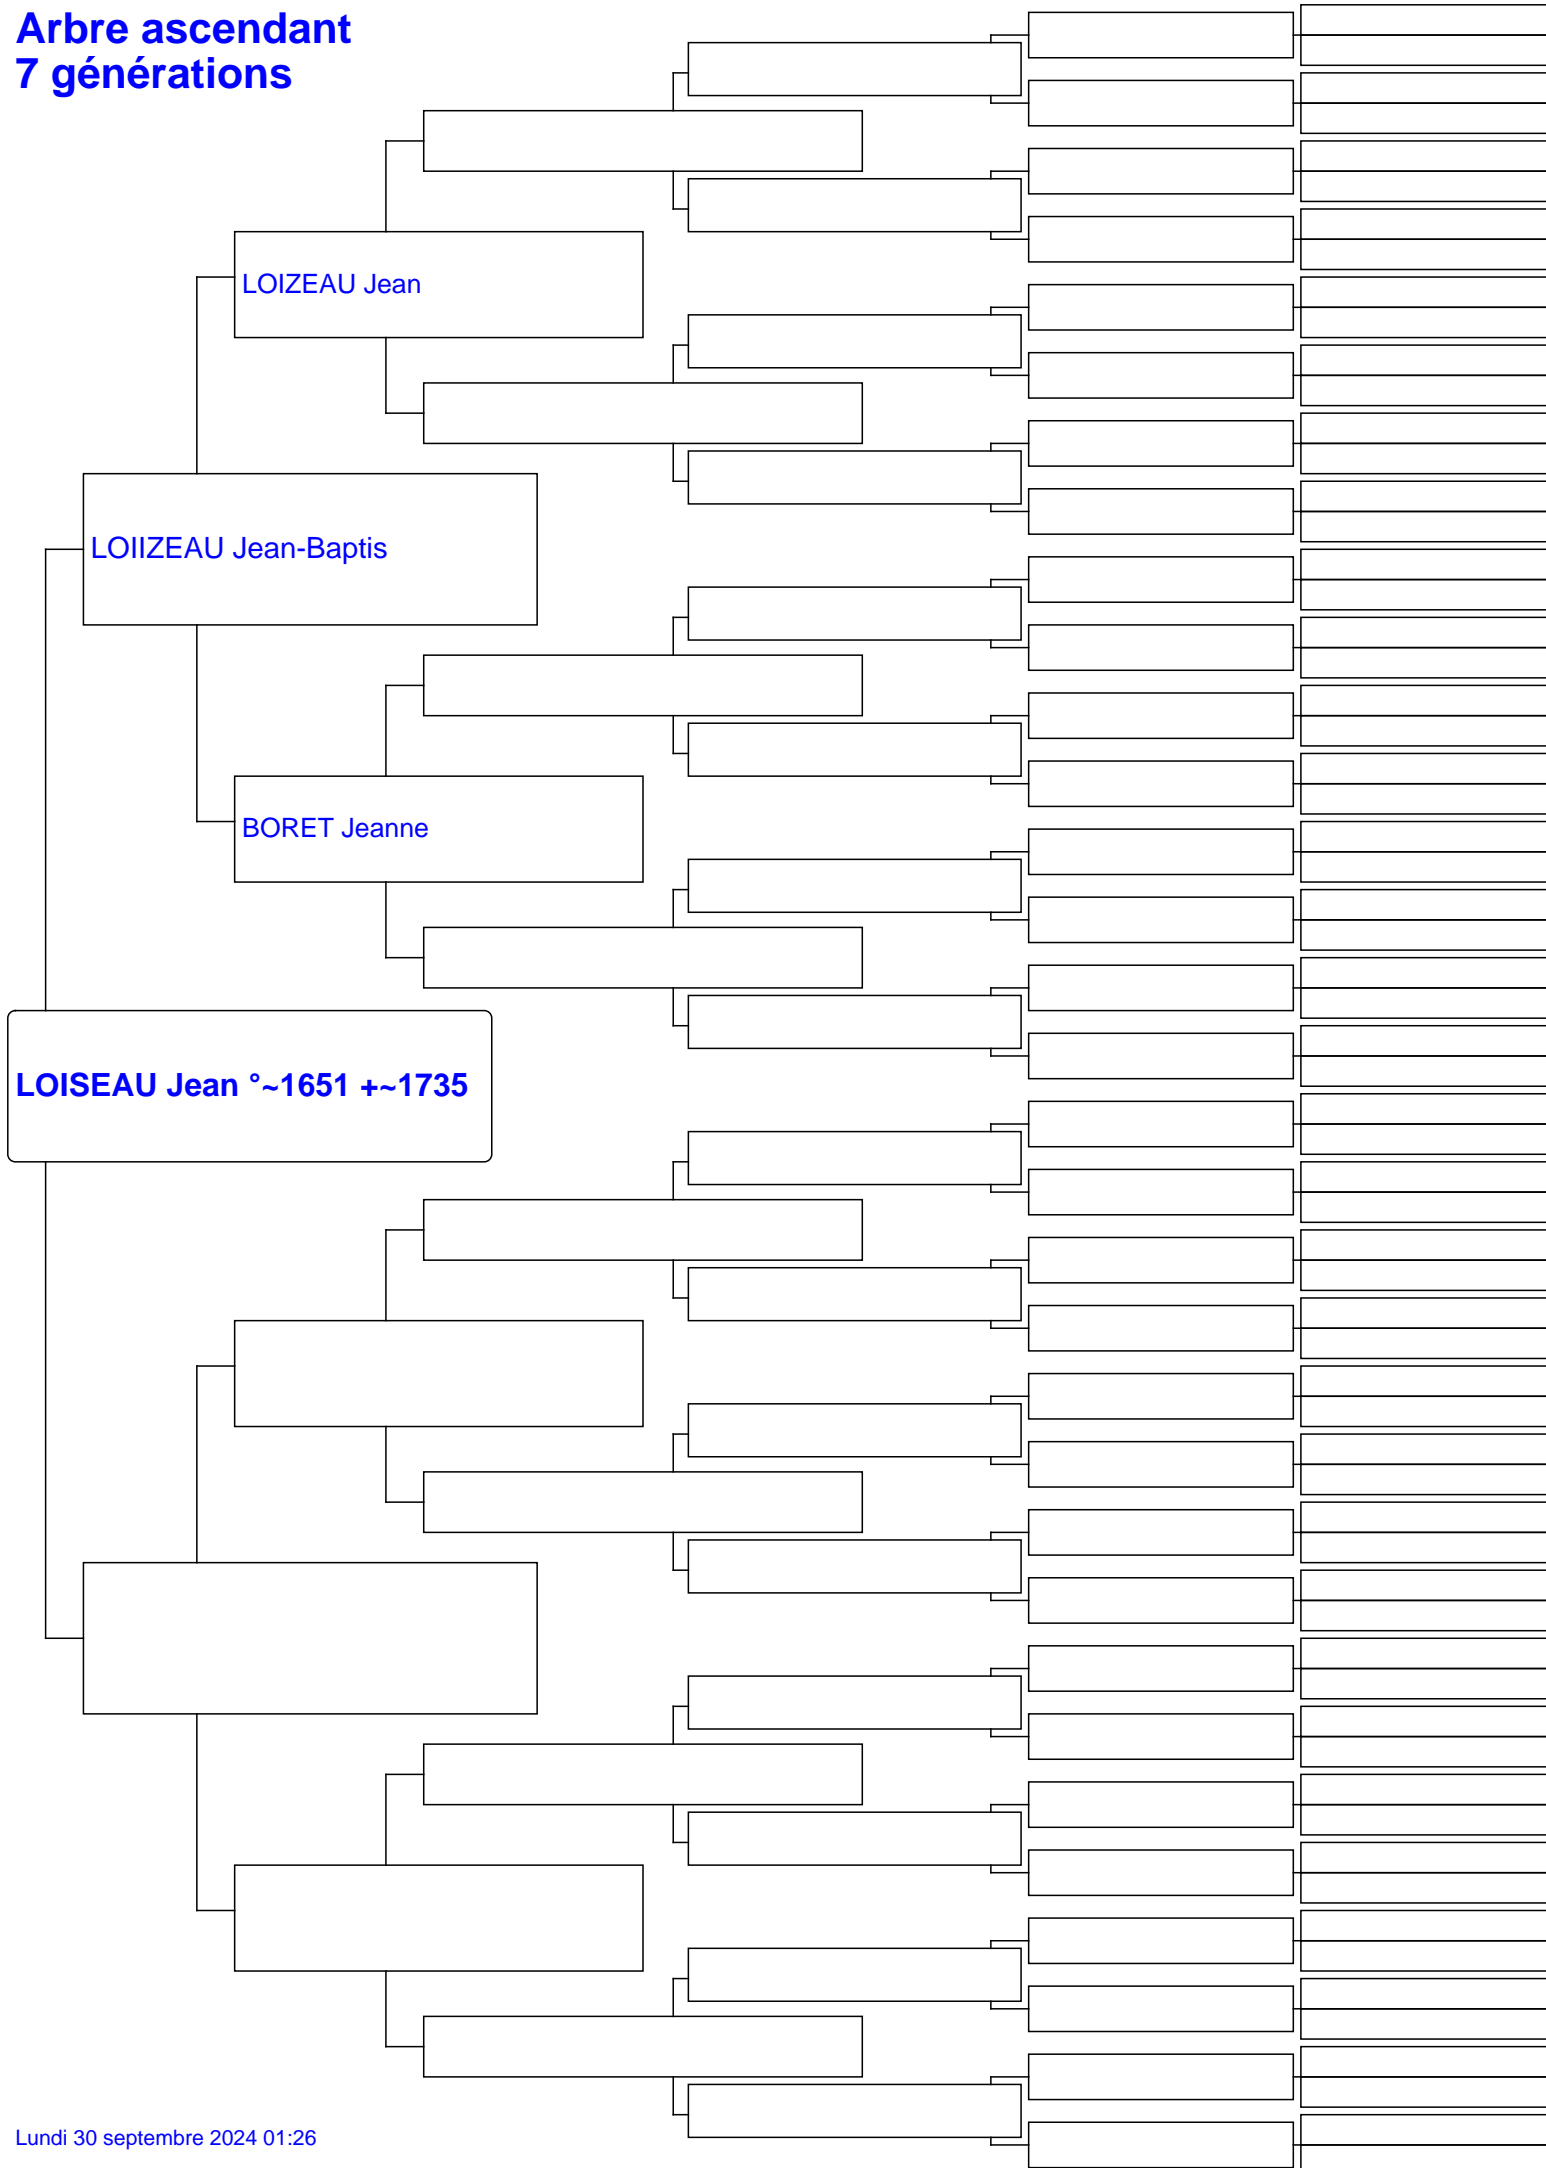 Arbre ascendant
7 générations
LOIZEAU Jean
LOIIZEAU Jean-Baptis
BORET Jeanne
LOISEAU Jean °~1651 +~1735
Lundi 30 septembre 2024 01:26